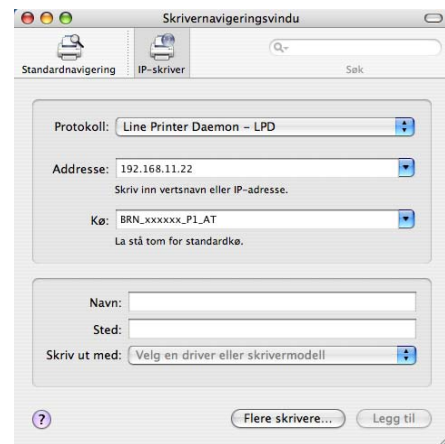 Skrivernavigeringsvindu
Standardnavigering IP-skriver Søk
Protokoll: Line Printer Daemon – LPD
Addresse: 192.168.11.22
Skriv inn vertsnavn eller IP-adresse.
Kø: BRN_xxxxxx_P1_AT
La stå tom for standardkø.
Navn:
Sted:
Skriv ut med: Velg en driver eller skrivermodell
? Flere skrivere... Legg til